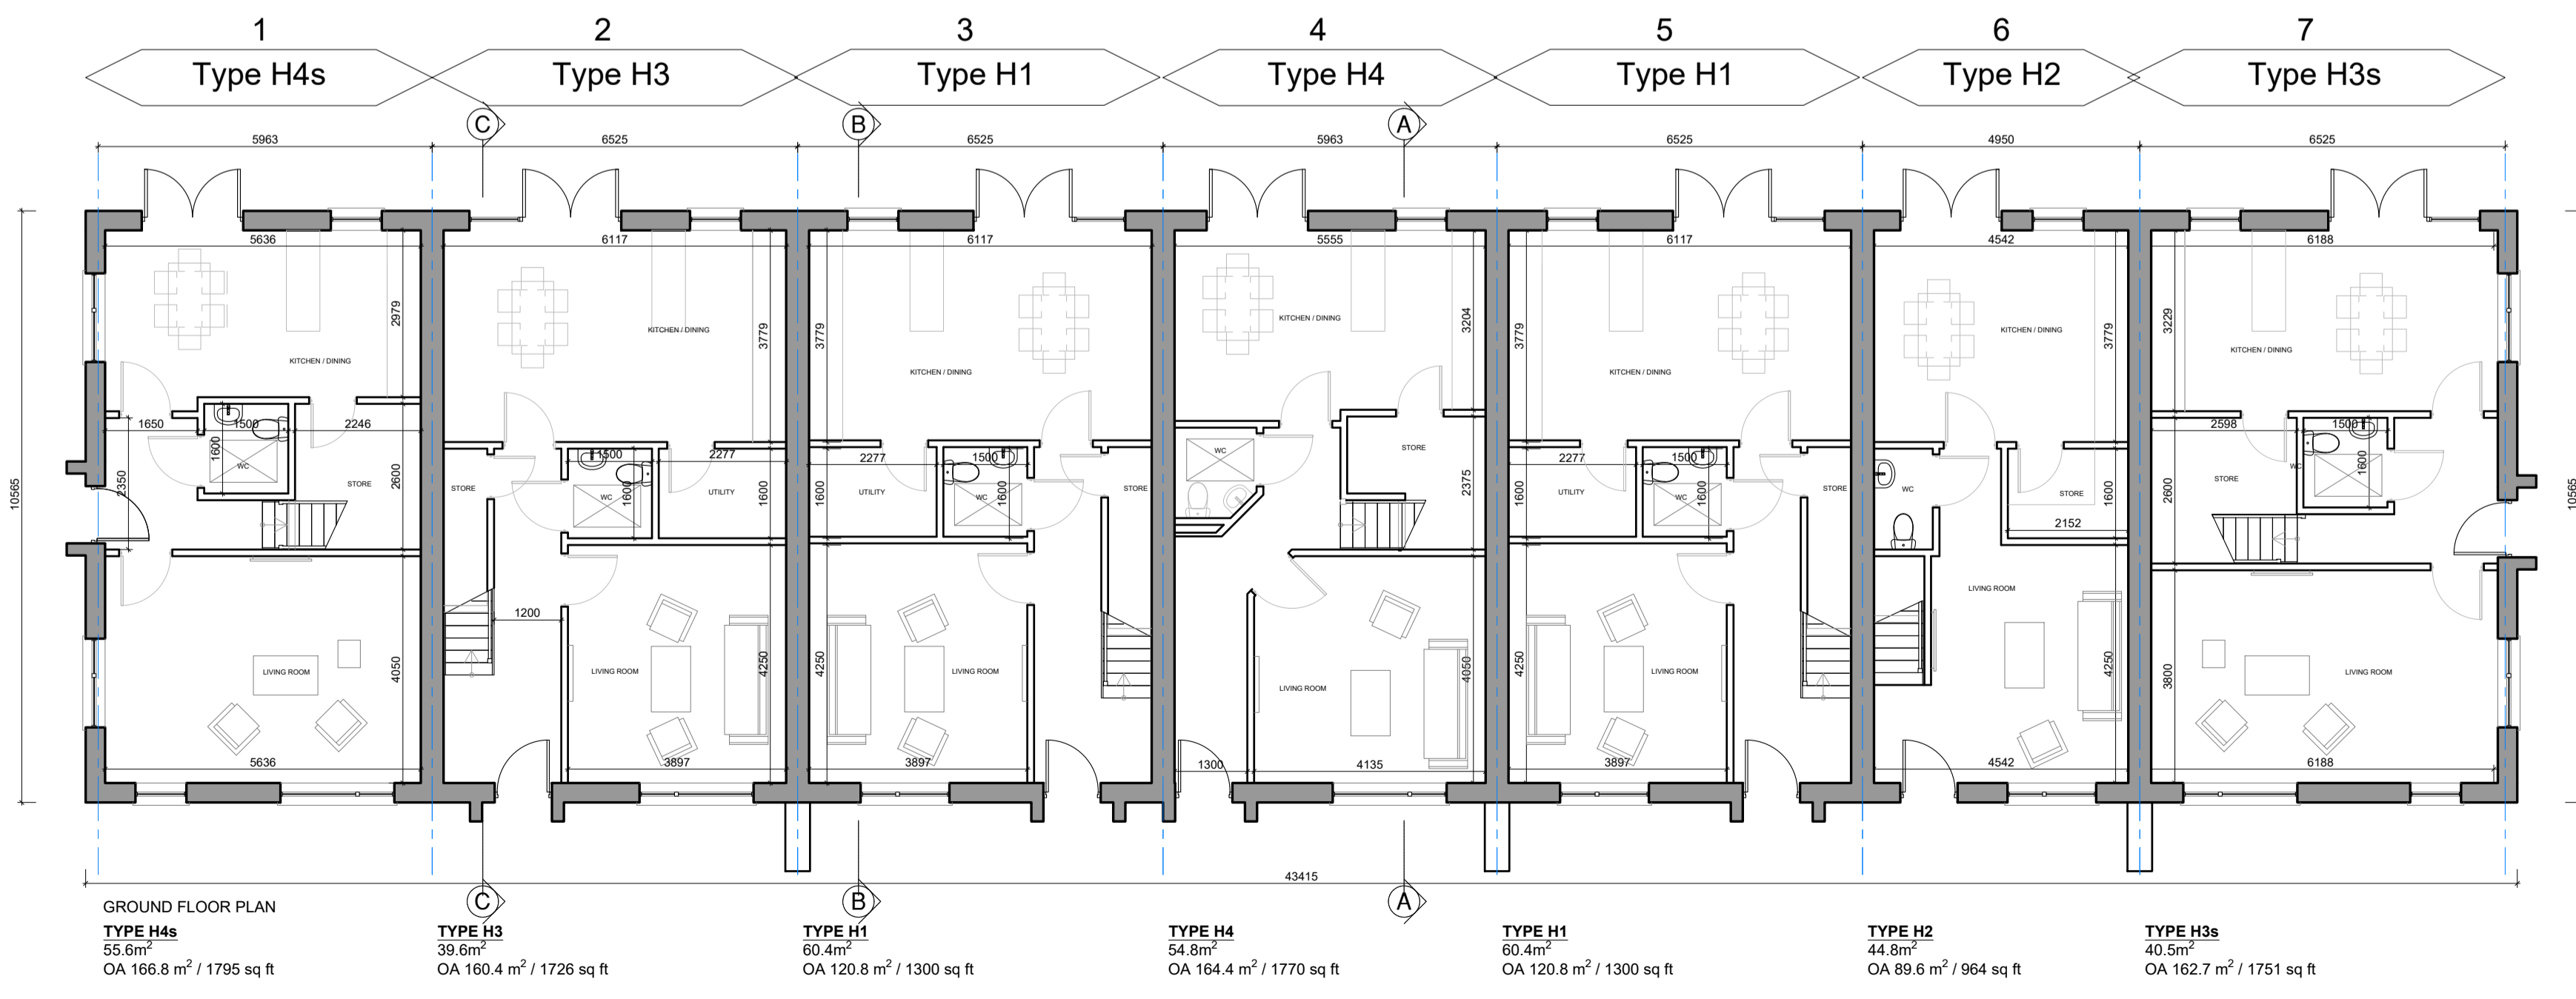 1 2 3 4 5 6 7
Type H4s Type H3 Type H1 Type H4 Type H1 Type H2 Type H3s
C B A
5963 6525 6525 5963 6525 4950 6525
5636 6117 6117 5555 6117 4542 6188
2979 3779 3779 3204 3779 3779 3229
KITCHEN / DINING KITCHEN / DINING KITCHEN / DINING KITCHEN / DINING KITCHEN / DINING KITCHEN / DINING KITCHEN / DINING
1650 1500 2246 1500 2277 2277 1500 2277 1500 2598 1500
10565 2350 1600 2600 1600 1600 1600 1600 2375 1600 1600 1600 2600 1600 10565
WC STORE STORE WC UTILITY UTILITY WC STORE WC STORE UTILITY WC STORE WC STORE STORE WC
2152
1200
LIVING ROOM LIVING ROOM LIVING ROOM LIVING ROOM LIVING ROOM LIVING ROOM LIVING ROOM
4050 4250 4250 4050 4250 4250 3800
5636 3897 3897 1300 4135 3897 4542 6188
43415
C B A
GROUND FLOOR PLAN
TYPE H4s
55.6m²
OA 166.8 m² / 1795 sq ft
TYPE H3
39.6m²
OA 160.4 m² / 1726 sq ft
TYPE H1
60.4m²
OA 120.8 m² / 1300 sq ft
TYPE H4
54.8m²
OA 164.4 m² / 1770 sq ft
TYPE H1
60.4m²
OA 120.8 m² / 1300 sq ft
TYPE H2
44.8m²
OA 89.6 m² / 964 sq ft
TYPE H3s
40.5m²
OA 162.7 m² / 1751 sq ft